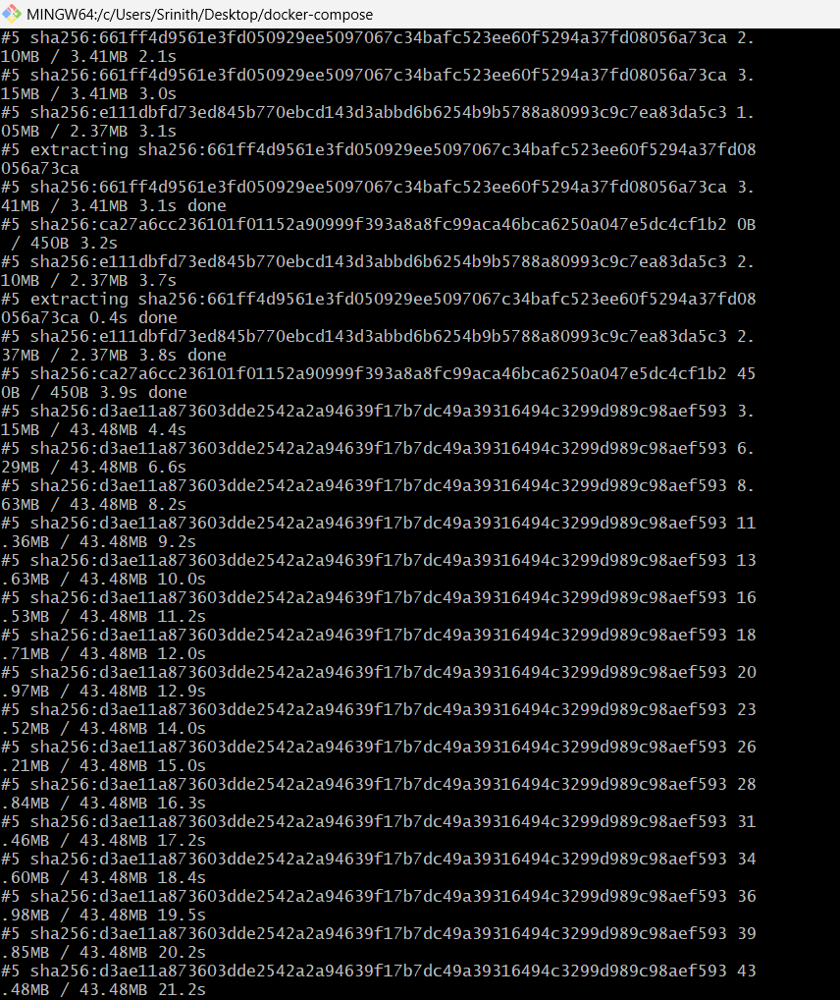 MINGW64:/c/Users/Srinith/Desktop/docker-compose
#5 sha256:661ff4d9561e3fd050929ee5097067c34bafc523ee60f5294a37fd08056a73ca 2.
10MB / 3.41MB 2.1s
#5 sha256:661ff4d9561e3fd050929ee5097067c34bafc523ee60f5294a37fd08056a73ca 3.
15MB / 3.41MB 3.0s
#5 sha256:e111dbfd73ed845b770ebcd143d3abbd6b6254b9b5788a80993c9c7ea83da5c3 1.
05MB / 2.37MB 3.1s
#5 extracting sha256:661ff4d9561e3fd050929ee5097067c34bafc523ee60f5294a37fd08
056a73ca
#5 sha256:661ff4d9561e3fd050929ee5097067c34bafc523ee60f5294a37fd08056a73ca 3.
41MB / 3.41MB 3.1s done
#5 sha256:ca27a6cc236101f01152a90999f393a8a8fc99aca46bca6250a047e5dc4cf1b2 0B
 / 450B 3.2s
#5 sha256:e111dbfd73ed845b770ebcd143d3abbd6b6254b9b5788a80993c9c7ea83da5c3 2.
10MB / 2.37MB 3.7s
#5 extracting sha256:661ff4d9561e3fd050929ee5097067c34bafc523ee60f5294a37fd08
056a73ca 0.4s done
#5 sha256:e111dbfd73ed845b770ebcd143d3abbd6b6254b9b5788a80993c9c7ea83da5c3 2.
37MB / 2.37MB 3.8s done
#5 sha256:ca27a6cc236101f01152a90999f393a8a8fc99aca46bca6250a047e5dc4cf1b2 45
0B / 450B 3.9s done
#5 sha256:d3ae11a873603dde2542a2a94639f17b7dc49a39316494c3299d989c98aef593 3.
15MB / 43.48MB 4.4s
#5 sha256:d3ae11a873603dde2542a2a94639f17b7dc49a39316494c3299d989c98aef593 6.
29MB / 43.48MB 6.6s
#5 sha256:d3ae11a873603dde2542a2a94639f17b7dc49a39316494c3299d989c98aef593 8.
63MB / 43.48MB 8.2s
#5 sha256:d3ae11a873603dde2542a2a94639f17b7dc49a39316494c3299d989c98aef593 11
.36MB / 43.48MB 9.2s
#5 sha256:d3ae11a873603dde2542a2a94639f17b7dc49a39316494c3299d989c98aef593 13
.63MB / 43.48MB 10.0s
#5 sha256:d3ae11a873603dde2542a2a94639f17b7dc49a39316494c3299d989c98aef593 16
.53MB / 43.48MB 11.2s
#5 sha256:d3ae11a873603dde2542a2a94639f17b7dc49a39316494c3299d989c98aef593 18
.71MB / 43.48MB 12.0s
#5 sha256:d3ae11a873603dde2542a2a94639f17b7dc49a39316494c3299d989c98aef593 20
.97MB / 43.48MB 12.9s
#5 sha256:d3ae11a873603dde2542a2a94639f17b7dc49a39316494c3299d989c98aef593 23
.52MB / 43.48MB 14.0s
#5 sha256:d3ae11a873603dde2542a2a94639f17b7dc49a39316494c3299d989c98aef593 26
.21MB / 43.48MB 15.0s
#5 sha256:d3ae11a873603dde2542a2a94639f17b7dc49a39316494c3299d989c98aef593 28
.84MB / 43.48MB 16.3s
#5 sha256:d3ae11a873603dde2542a2a94639f17b7dc49a39316494c3299d989c98aef593 31
.46MB / 43.48MB 17.2s
#5 sha256:d3ae11a873603dde2542a2a94639f17b7dc49a39316494c3299d989c98aef593 34
.60MB / 43.48MB 18.4s
#5 sha256:d3ae11a873603dde2542a2a94639f17b7dc49a39316494c3299d989c98aef593 36
.98MB / 43.48MB 19.5s
#5 sha256:d3ae11a873603dde2542a2a94639f17b7dc49a39316494c3299d989c98aef593 39
.85MB / 43.48MB 20.2s
#5 sha256:d3ae11a873603dde2542a2a94639f17b7dc49a39316494c3299d989c98aef593 43
.48MB / 43.48MB 21.2s